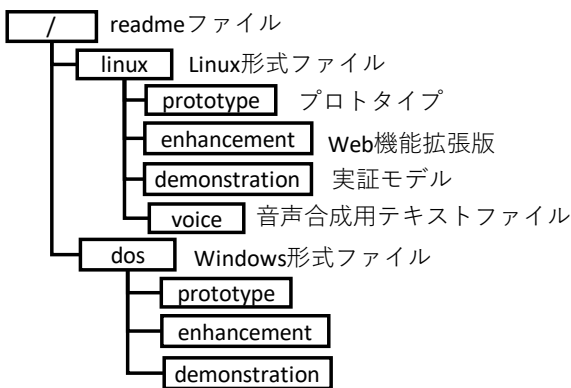 / readmeファイル
linux Linux形式ファイル
prototype プロトタイプ
enhancement Web機能拡張版
demonstration 実証モデル
voice 音声合成用テキストファイル
dos Windows形式ファイル
prototype
enhancement
demonstration